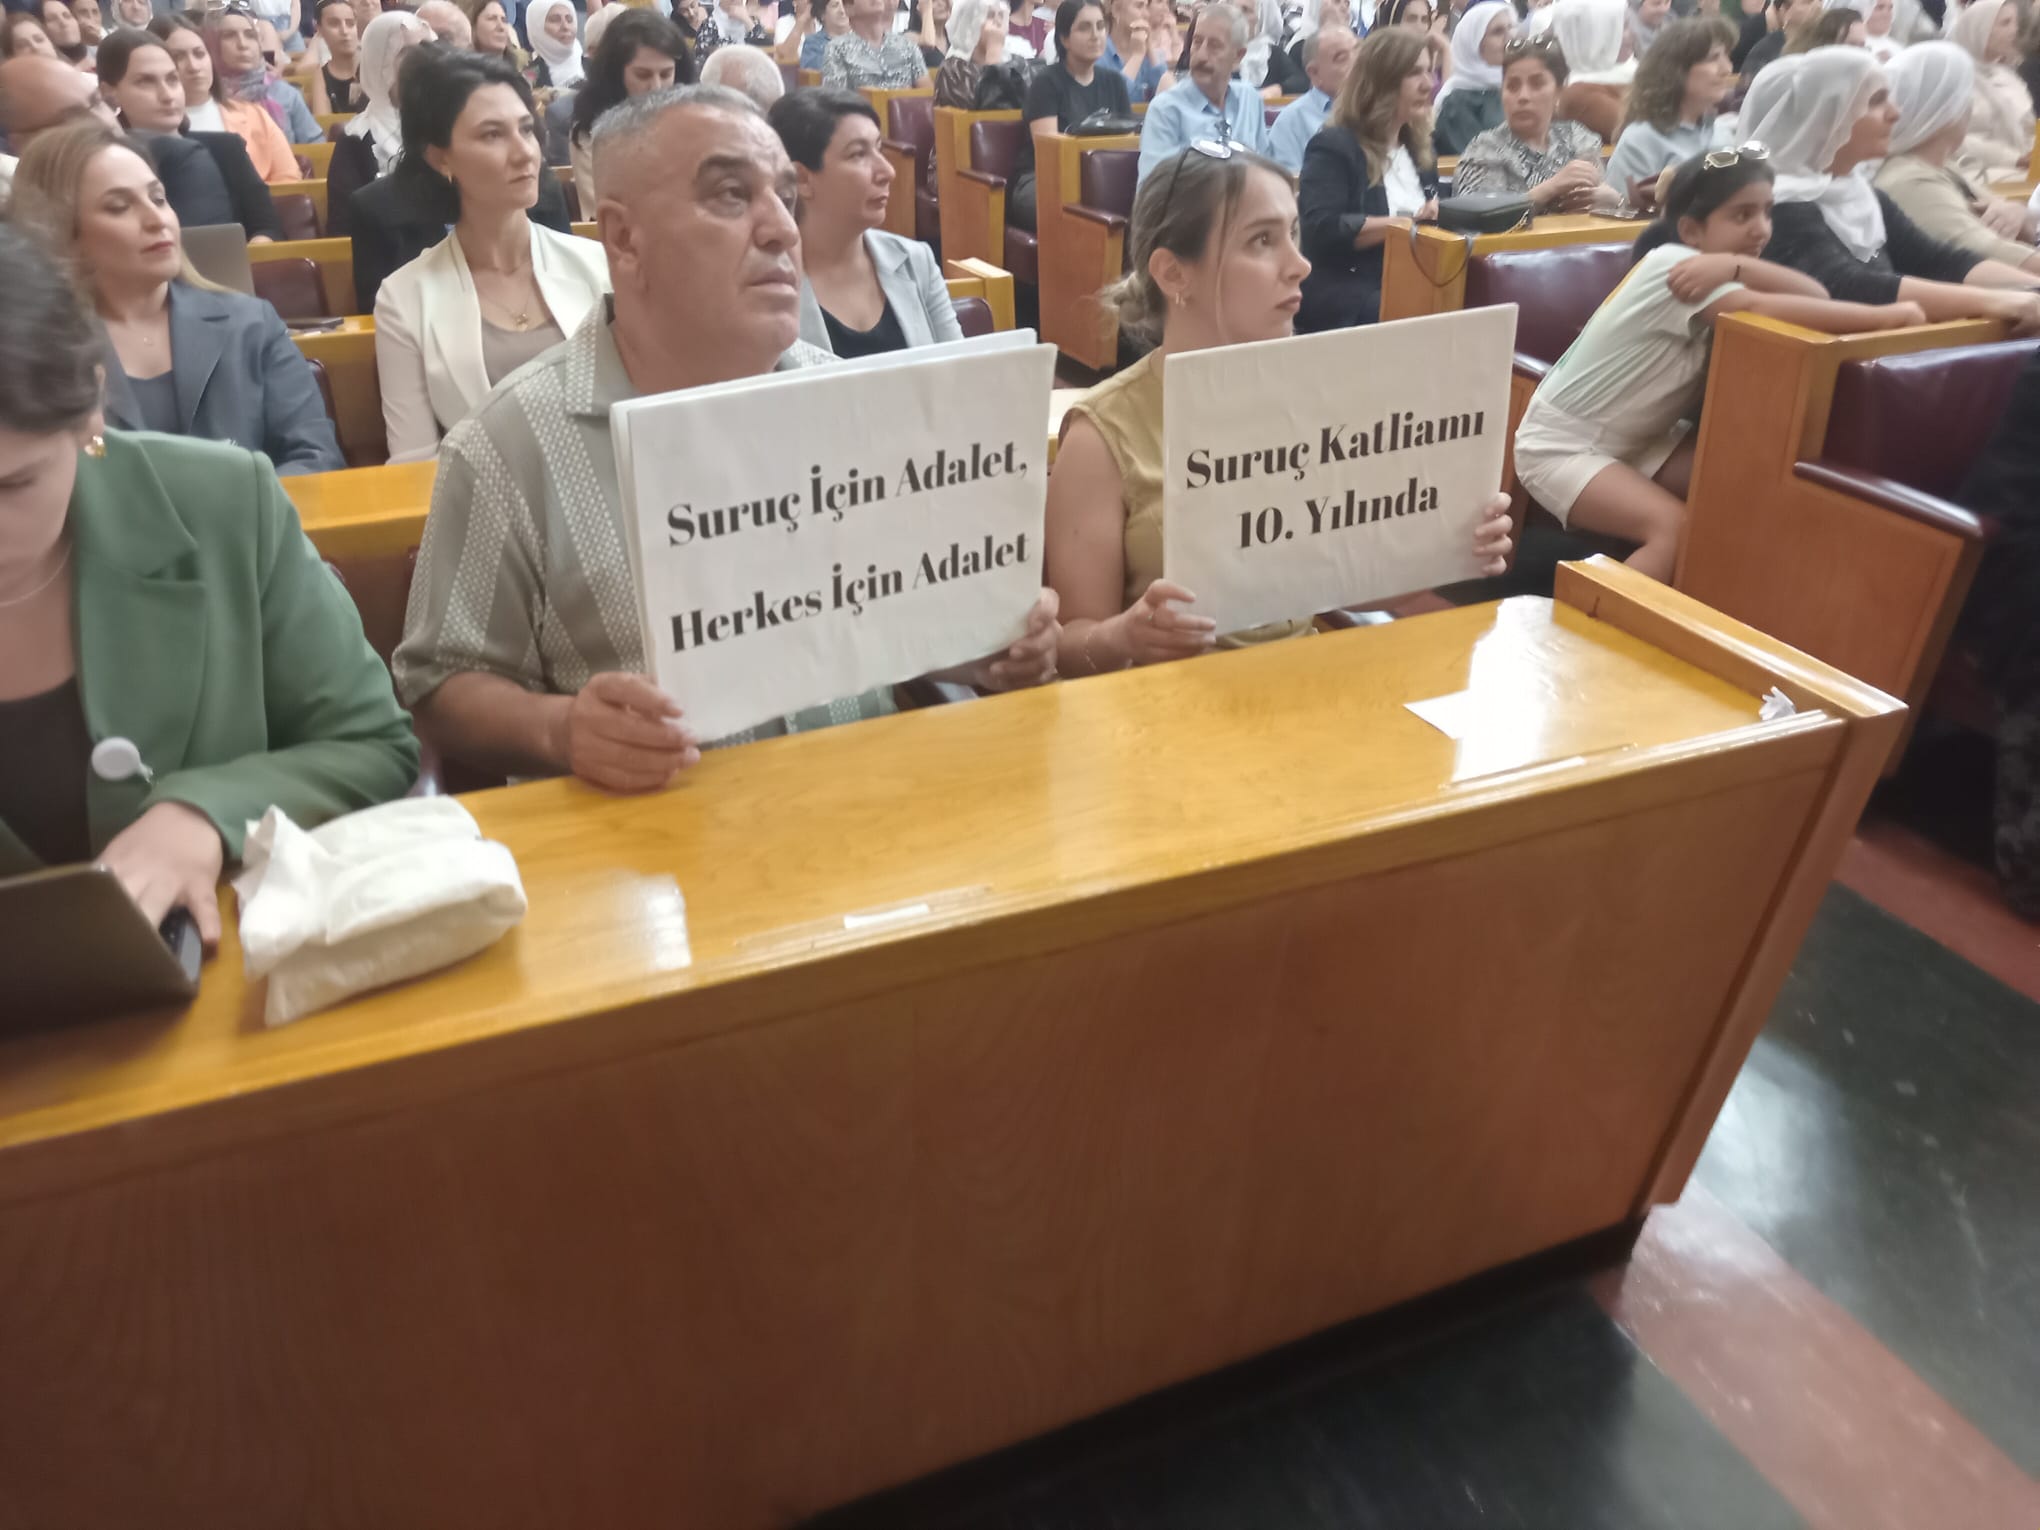 Suruç İçin Adalet,
Herkes İçin Adalet
Suruç Katliamı
10. Yılında